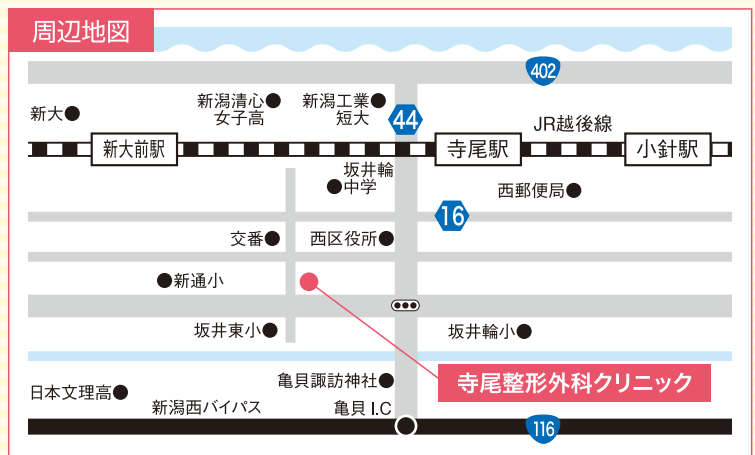 周辺地図
402
新大
新潟清心
女子高
新潟工業
短大
44
JR越後線
新大前駅
寺尾駅
小針駅
坂井輪
中学
西郵便局
16
交番
西区役所
新通小
坂井東小
坂井輪小
寺尾整形外科クリニック
亀貝諏訪神社
日本文理高
新潟西バイパス
亀貝 I.C
116